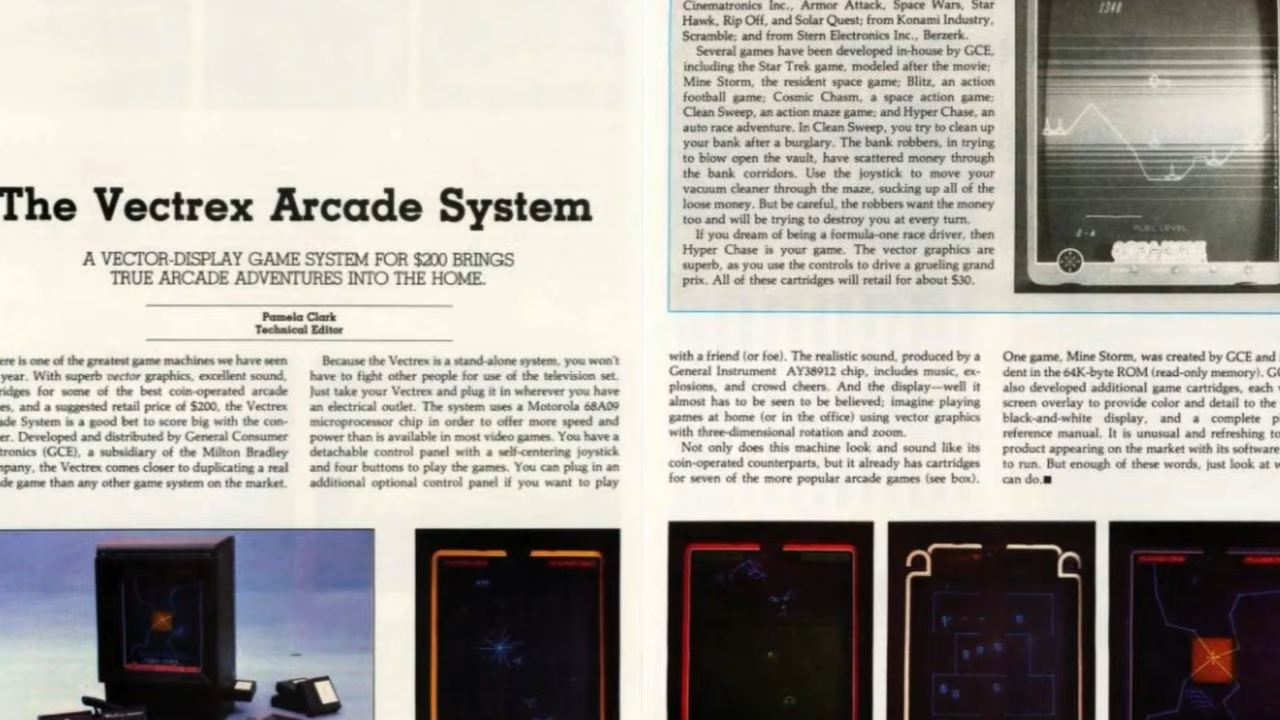 The Vectrex Arcade System
A VECTOR-DISPLAY GAME SYSTEM FOR $200 BRINGS
TRUE ARCADE ADVENTURES INTO THE HOME.
Pamela Clark
Technical Editor
ere is one of the greatest game machines we have seen
year. With superb vector graphics, excellent sound,
ridges for some of the best coin-operated arcade
es, and a suggested retail price of $200, the Vectrex
ade System is a good bet to score big with the con-
er. Developed and distributed by General Consumer
tronics (GCE), a subsidiary of the Milton Bradley
pany, the Vectrex comes closer to duplicating a real
de game than any other game system on the market.
Because the Vectrex is a stand-alone system, you won't
have to fight other people for use of the television set.
Just take your Vectrex and plug it in wherever you have
an electrical outlet. The system uses a Motorola 68A09
microprocessor chip in order to offer more speed and
power than is available in most video games. You have a
detachable control panel with a self-centering joystick
and four buttons to play the games. You can plug in an
additional optional control panel if you want to play
Cinematronics Inc., Armor Attack, Space Wars, Star
Hawk, Rip Off, and Solar Quest; from Konami Industry,
Scramble; and from Stern Electronics Inc., Berzerk.
Several games have been developed in-house by GCE,
including the Star Trek game, modeled after the movie;
Mine Storm, the resident space game; Blitz, an action
football game; Cosmic Chasm, a space action game;
Clean Sweep, an action maze game; and Hyper Chase, an
auto race adventure. In Clean Sweep, you try to clean up
your bank after a burglary. The bank robbers, in trying
to blow open the vault, have scattered money through
the bank corridors. Use the joystick to move your
vacuum cleaner through the maze, sucking up all of the
loose money. But be careful, the robbers want the money
too and will be trying to destroy you at every turn.
If you dream of being a formula-one race driver, then
Hyper Chase is your game. The vector graphics are
superb, as you use the controls to drive a grueling grand
prix. All of these cartridges will retail for about $30.
1340
FUEL LEVEL
with a friend (or foe). The realistic sound, produced by a
General Instrument AY38912 chip, includes music, ex-
plosions, and crowd cheers. And the display—well it
almost has to be seen to be believed; imagine playing
games at home (or in the office) using vector graphics
with three-dimensional rotation and zoom.
Not only does this machine look and sound like its
coin-operated counterparts, but it already has cartridges
for seven of the more popular arcade games (see box).
One game, Mine Storm, was created by GCE and
dent in the 64K-byte ROM (read-only memory). GC
also developed additional game cartridges, each
screen overlay to provide color and detail to the
black-and-white display, and a complete p
reference manual. It is unusual and refreshing to
product appearing on the market with its software
to run. But enough of these words, just look at w
can do.■